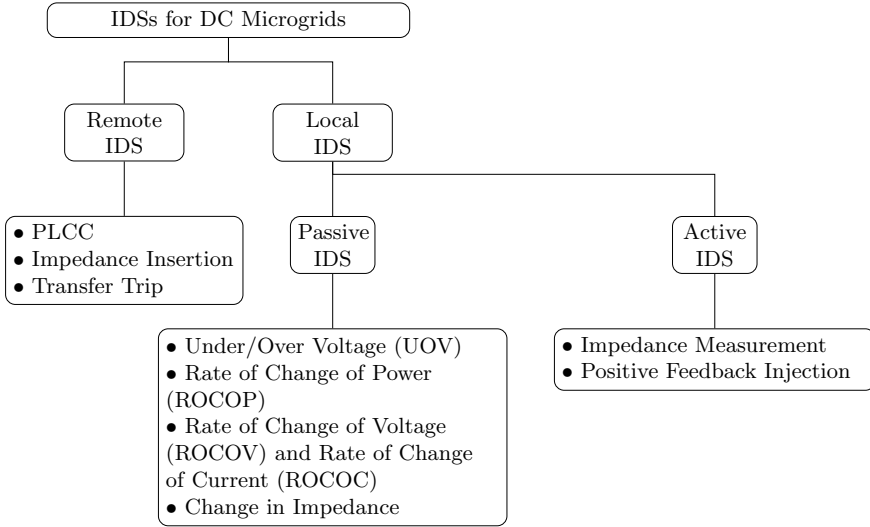 IDSs for DC Microgrids
Remote
IDS
Local
IDS
● PLCC
● Impedance Insertion
● Transfer Trip
Passive
IDS
Active
IDS
● Under/Over Voltage (UOV)
● Rate of Change of Power
(ROCOP)
● Rate of Change of Voltage
(ROCOV) and Rate of Change
of Current (ROCOC)
● Change in Impedance
● Impedance Measurement
● Positive Feedback Injection